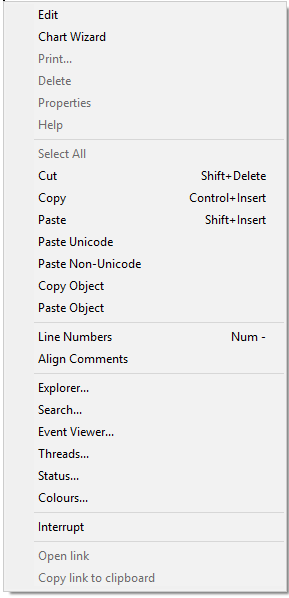 Edit
Chart Wizard
Print...
Delete
Properties
Help
Select All
Cut Shift+Delete
Copy Control+Insert
Paste Shift+Insert
Paste Unicode
Paste Non-Unicode
Copy Object
Paste Object
Line Numbers Num -
Align Comments
Explorer...
Search...
Event Viewer...
Threads...
Status...
Colours...
Interrupt
Open link
Copy link to clipboard